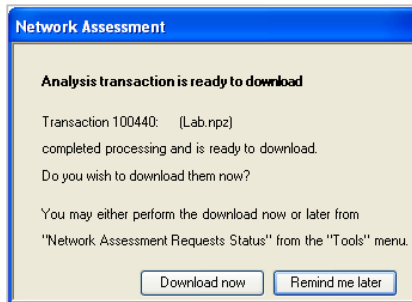 Network Assessment
Analysis transaction is ready to download
Transaction 100440: (Lab.npz)
completed processing and is ready to download.
Do you wish to download them now?
You may either perform the download now or later from
"Network Assessment Requests Status" from the "Tools" menu.
Download now Remind me later